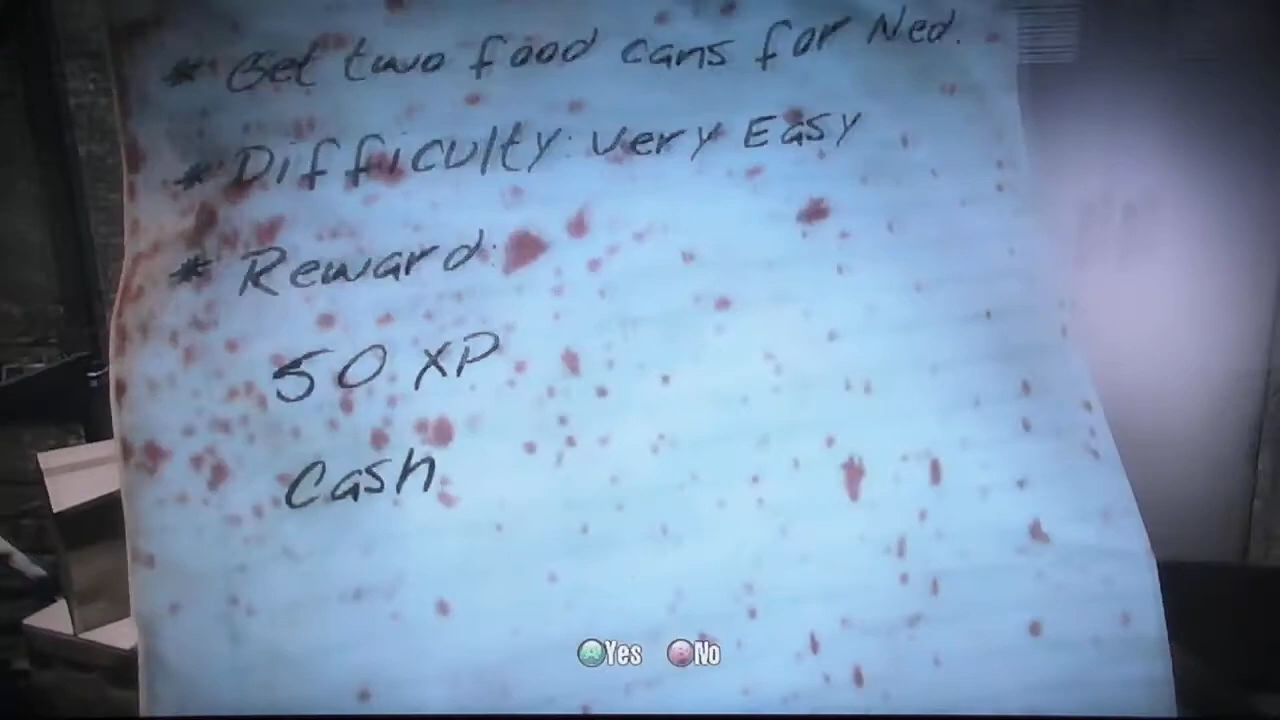 * Get two food cans for Ned.
* Difficulty: Very Easy
* Reward:
50 XP
Cash
A Yes B No